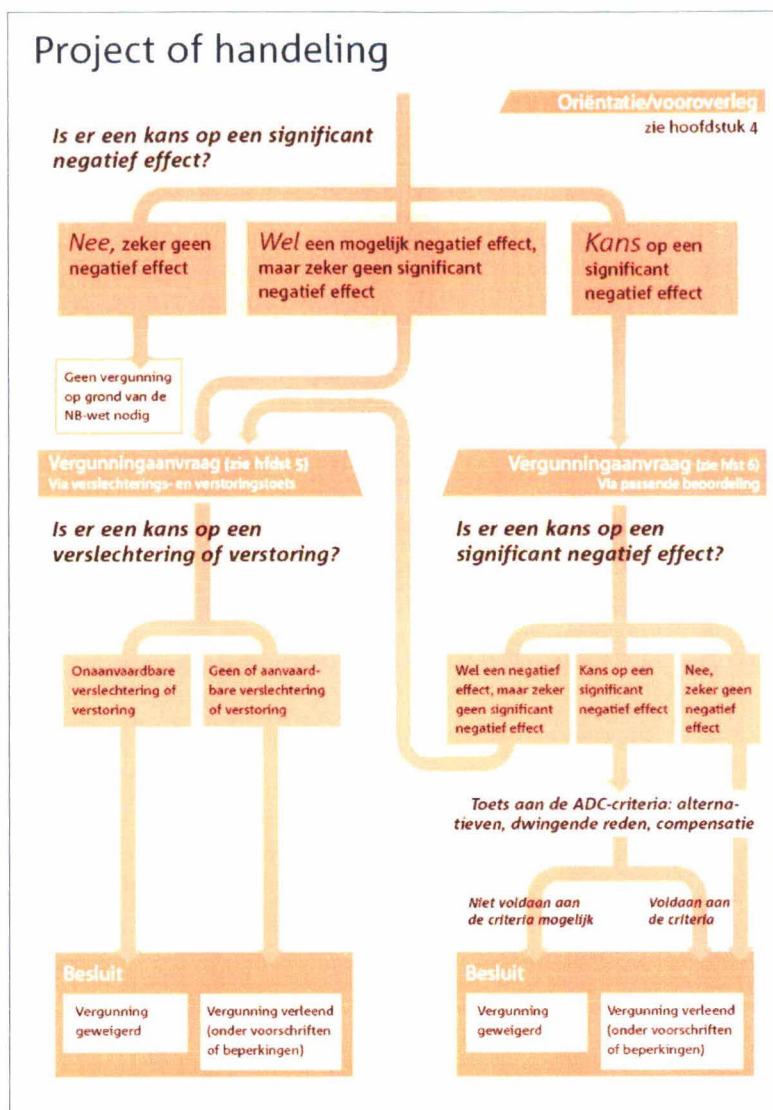 Project of handeling
Oriëntatie/vooroverleg
zie hoofdstuk 4
Is er een kans op een significant
negatief effect?
Nee, zeker geen
negatief effect
Wel een mogelijk negatief effect,
maar zeker geen significant
negatief effect
Kans op een
significant
negatief effect
Geen vergunning
op grond van de
NB-wet nodig
Vergunningaanvraag (zie hfdst 5)
Via verslechterings- en verstoringstoets
Vergunningaanvraag (zie hfst 6)
Via passende beoordeling
Is er een kans op een
verslechtering of verstoring?
Is er een kans op een
significant negatief effect?
Onaanvaardbare
verslechtering of
verstoring
Geen of aanvaard-
bare verslechtering
of verstoring
Wel een negatief
effect, maar zeker
geen significant
negatief effect
Kans op een
significant
negatief effect
Nee,
zeker geen
negatief
effect
Toets aan de ADC-criteria: alterna-
tieven, dwingende reden, compensatie
Niet voldaan aan
de criteria mogelijk
Voldaan aan
de criteria
Besluit
Vergunning
geweigerd
Vergunning verleend
(onder voorschriften
of beperkingen)
Besluit
Vergunning
geweigerd
Vergunning verleend
(onder voorschriften
of beperkingen)